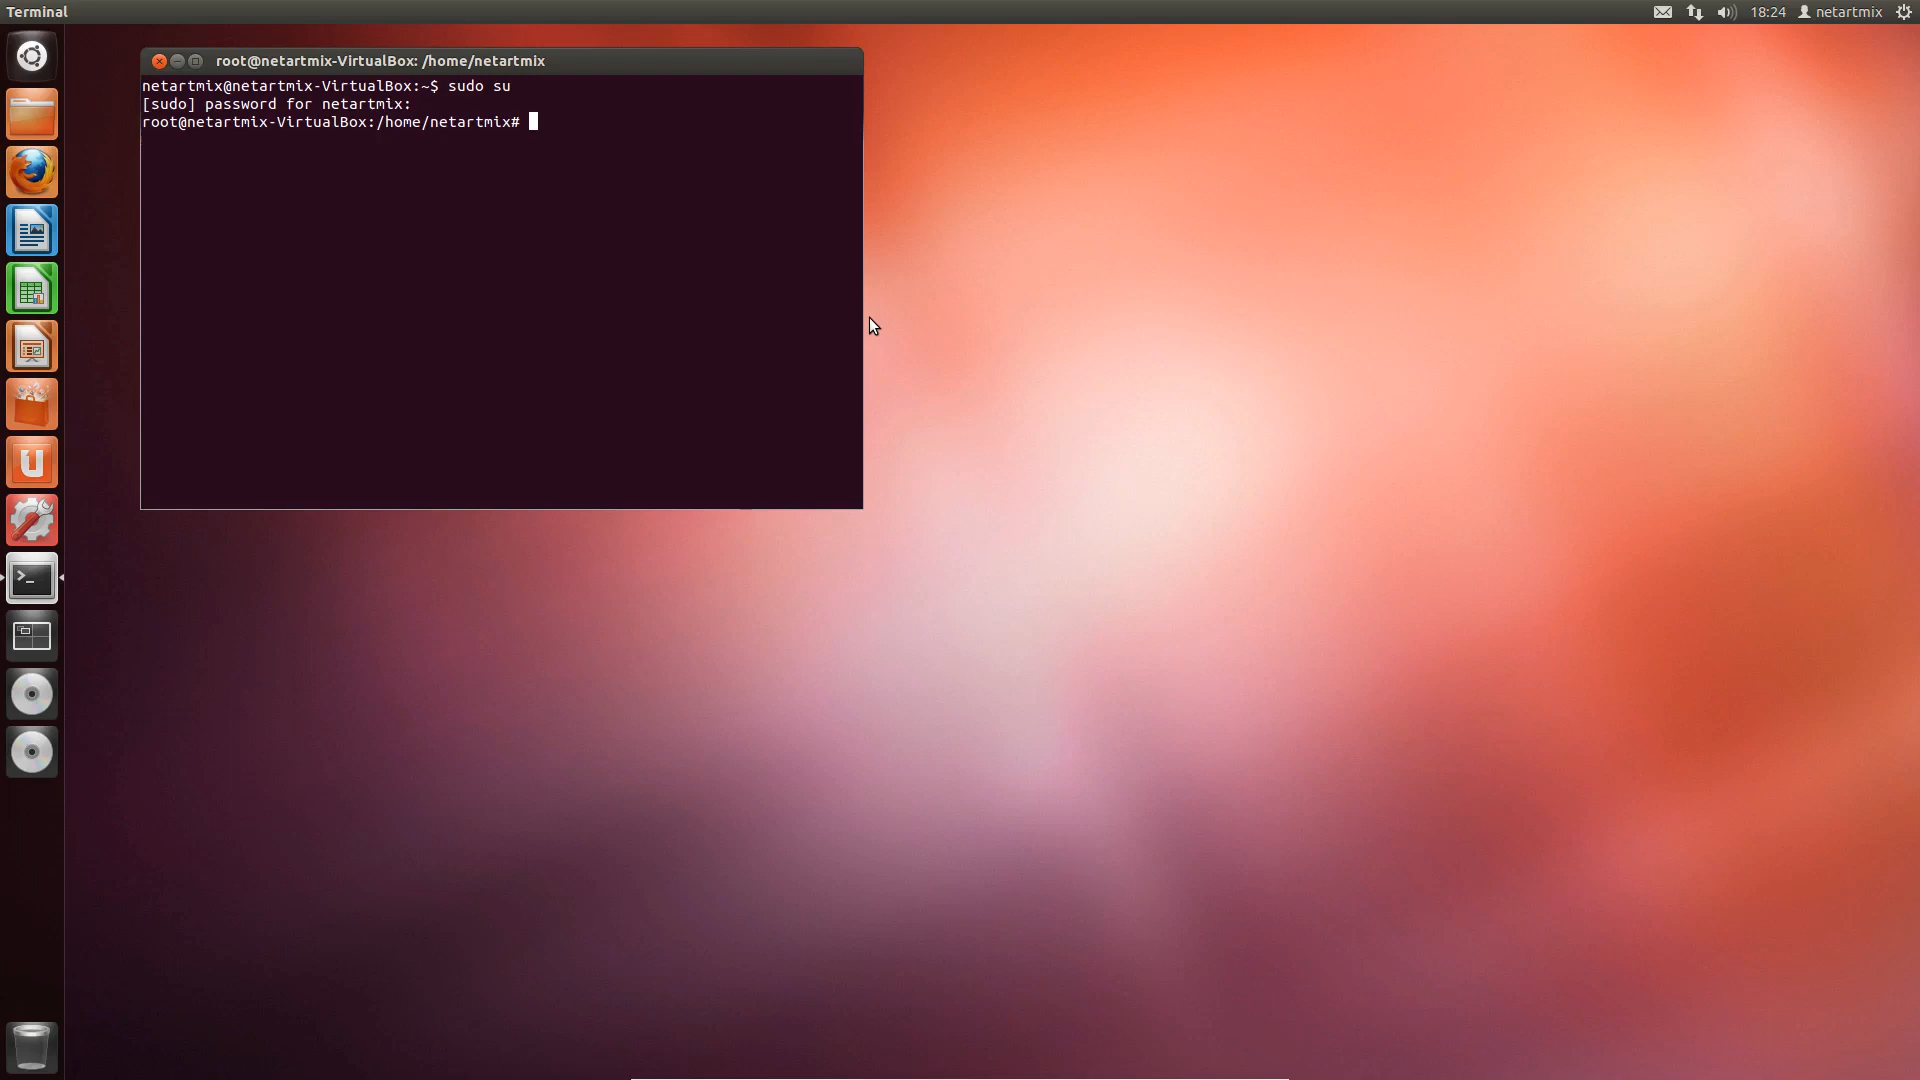 Terminal
18:24 netartmix
root@netartmix-VirtualBox: /home/netartmix
netartmix@netartmix-VirtualBox:~$ sudo su
[sudo] password for netartmix:
root@netartmix-VirtualBox:/home/netartmix#